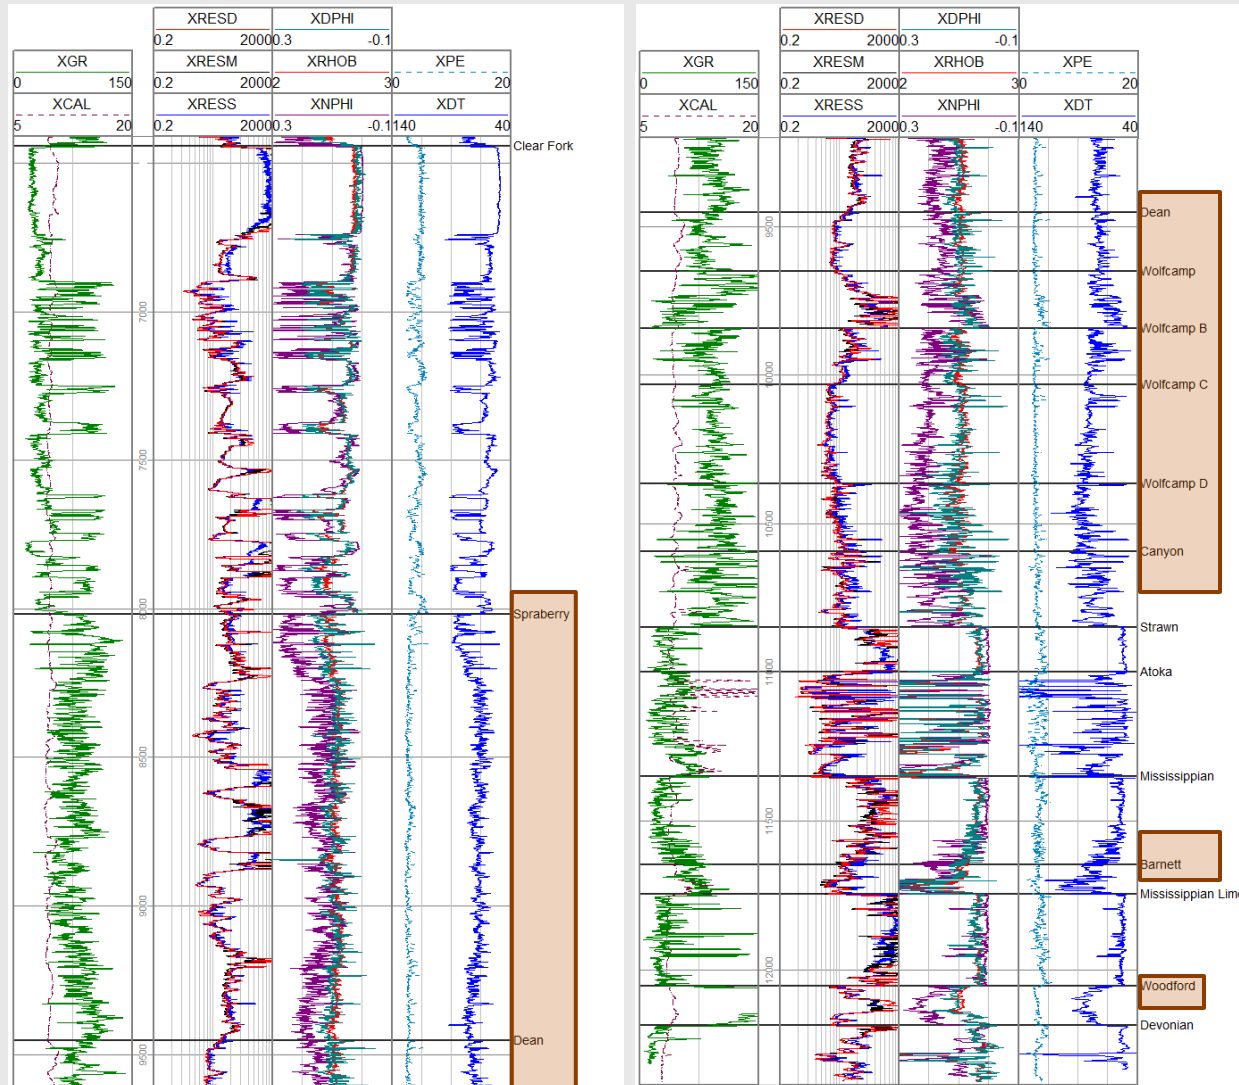 XRESD XDPHI
0.2 2000 0.3 -0.1
XGR XRESM XRHOB XPE
0 150 0.2 2000 2 3 0 20
XCAL XRESS XNPHI XDT
5 20 0.2 2000 0.3 -0.1 140 40
Clear Fork
7000
7500
8000
Spraberry
8500
9000
Dean
9500
XRESD XDPHI
0.2 2000 0.3 -0.1
XGR XRESM XRHOB XPE
0 150 0.2 2000 2 3 0 20
XCAL XRESS XNPHI XDT
5 20 0.2 2000 0.3 -0.1 140 40
Dean
9500
Wolfcamp
Wolfcamp B
10000
Wolfcamp C
Wolfcamp D
10500
Canyon
Strawn
11000
Atoka
Mississippian
11500
Barnett
Mississippian Lime
12000
Woodford
Devonian